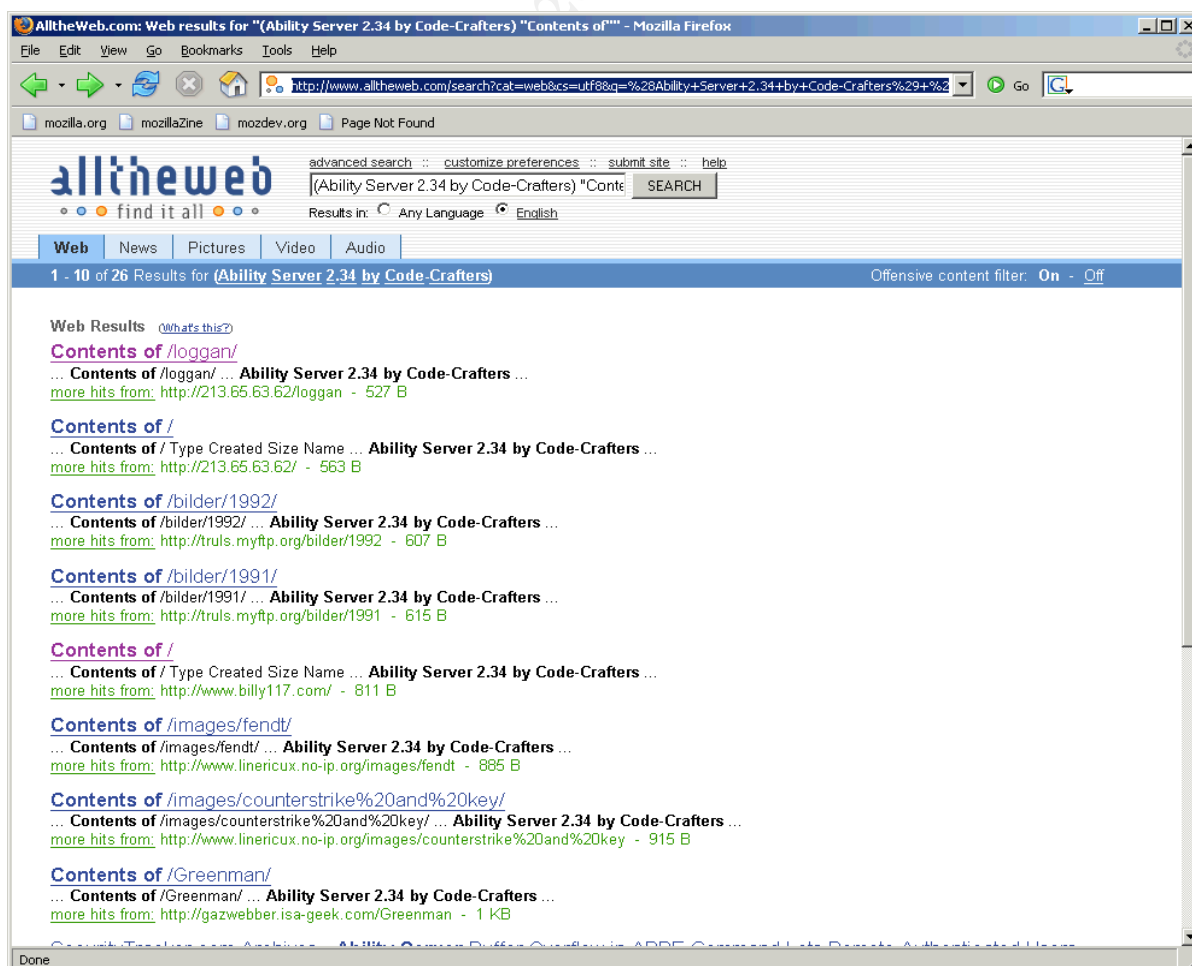 AlltheWeb.com: Web results for "(Ability Server 2.34 by Code-Crafters) "Contents of"" - Mozilla Firefox
File Edit View Go Bookmarks Tools Help
http://www.alltheweb.com/search?cat=web&cs=utf8&q=%28Ability+Server+2.34+by+Code-Crafters%29+%2 Go G
mozilla.org mozillaZine mozdev.org Page Not Found
alltheweb
find it all
advanced search :: customize preferences :: submit site :: help
(Ability Server 2.34 by Code-Crafters) "Conte SEARCH
Results in: Any Language English
Web News Pictures Video Audio
1 - 10 of 26 Results for (Ability Server 2.34 by Code-Crafters) Offensive content filter: On - Off
Web Results (What's this?)
Contents of /loggan/
... Contents of /loggan/ ... Ability Server 2.34 by Code-Crafters ...
more hits from: http://213.65.63.62/loggan - 527 B
Contents of /
... Contents of / Type Created Size Name ... Ability Server 2.34 by Code-Crafters ...
more hits from: http://213.65.63.62/ - 563 B
Contents of /bilder/1992/
... Contents of /bilder/1992/ ... Ability Server 2.34 by Code-Crafters ...
more hits from: http://truls.myftp.org/bilder/1992 - 607 B
Contents of /bilder/1991/
... Contents of /bilder/1991/ ... Ability Server 2.34 by Code-Crafters ...
more hits from: http://truls.myftp.org/bilder/1991 - 615 B
Contents of /
... Contents of / Type Created Size Name ... Ability Server 2.34 by Code-Crafters ...
more hits from: http://www.billy117.com/ - 811 B
Contents of /images/fendt/
... Contents of /images/fendt/ ... Ability Server 2.34 by Code-Crafters ...
more hits from: http://www.linericux.no-ip.org/images/fendt - 885 B
Contents of /images/counterstrike%20and%20key/
... Contents of /images/counterstrike%20and%20key/ ... Ability Server 2.34 by Code-Crafters ...
more hits from: http://www.linericux.no-ip.org/images/counterstrike%20and%20key - 915 B
Contents of /Greenman/
... Contents of /Greenman/ ... Ability Server 2.34 by Code-Crafters ...
more hits from: http://gazwebber.isa-geek.com/Greenman - 1 KB
SecurityTracker.com Archives - Ability Server Buffer Overflow in APPE Command Lets Remote Authenticated Users
Done